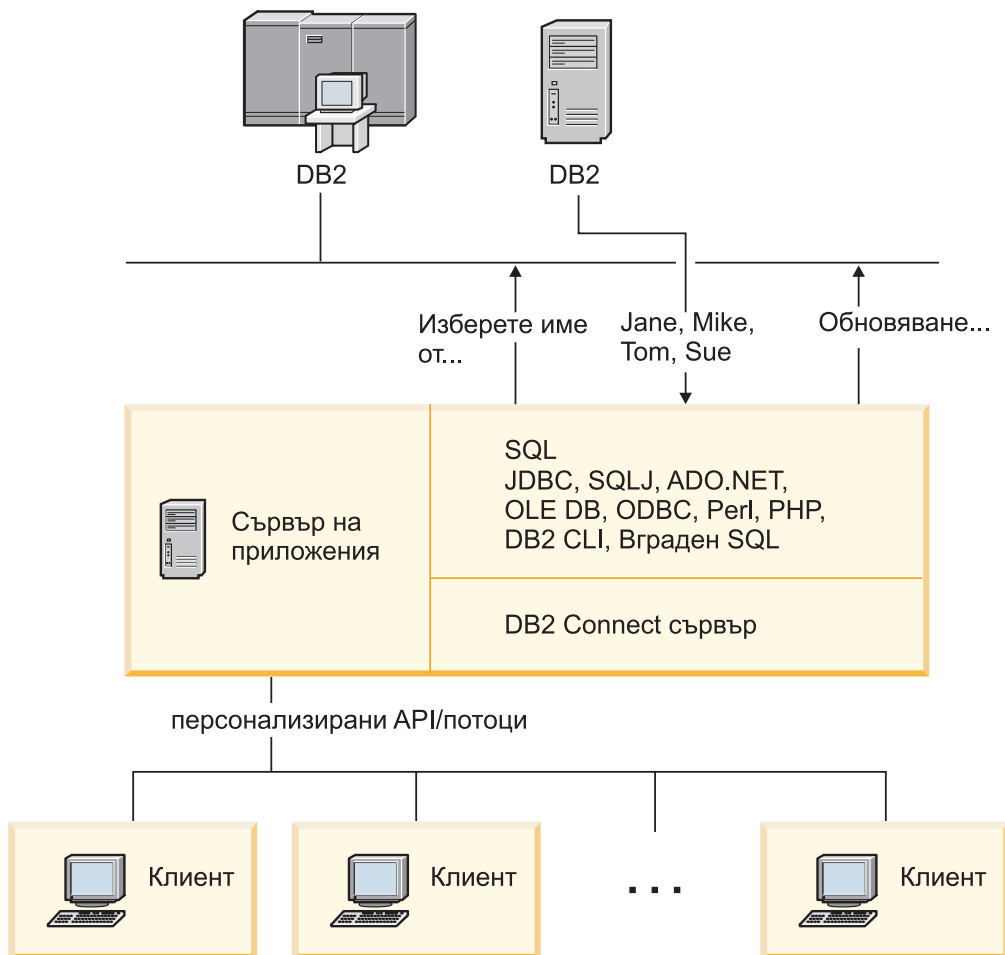 DB2
DB2
Изберете име
от...
Jane, Mike,
Tom, Sue
Обновяване...
Сървър на
приложения
SQL
JDBC, SQLJ, ADO.NET,
OLE DB, ODBC, Perl, PHP,
DB2 CLI, Вграден SQL
DB2 Connect сървър
персонализирани API/потоци
Клиент
Клиент
...
Клиент